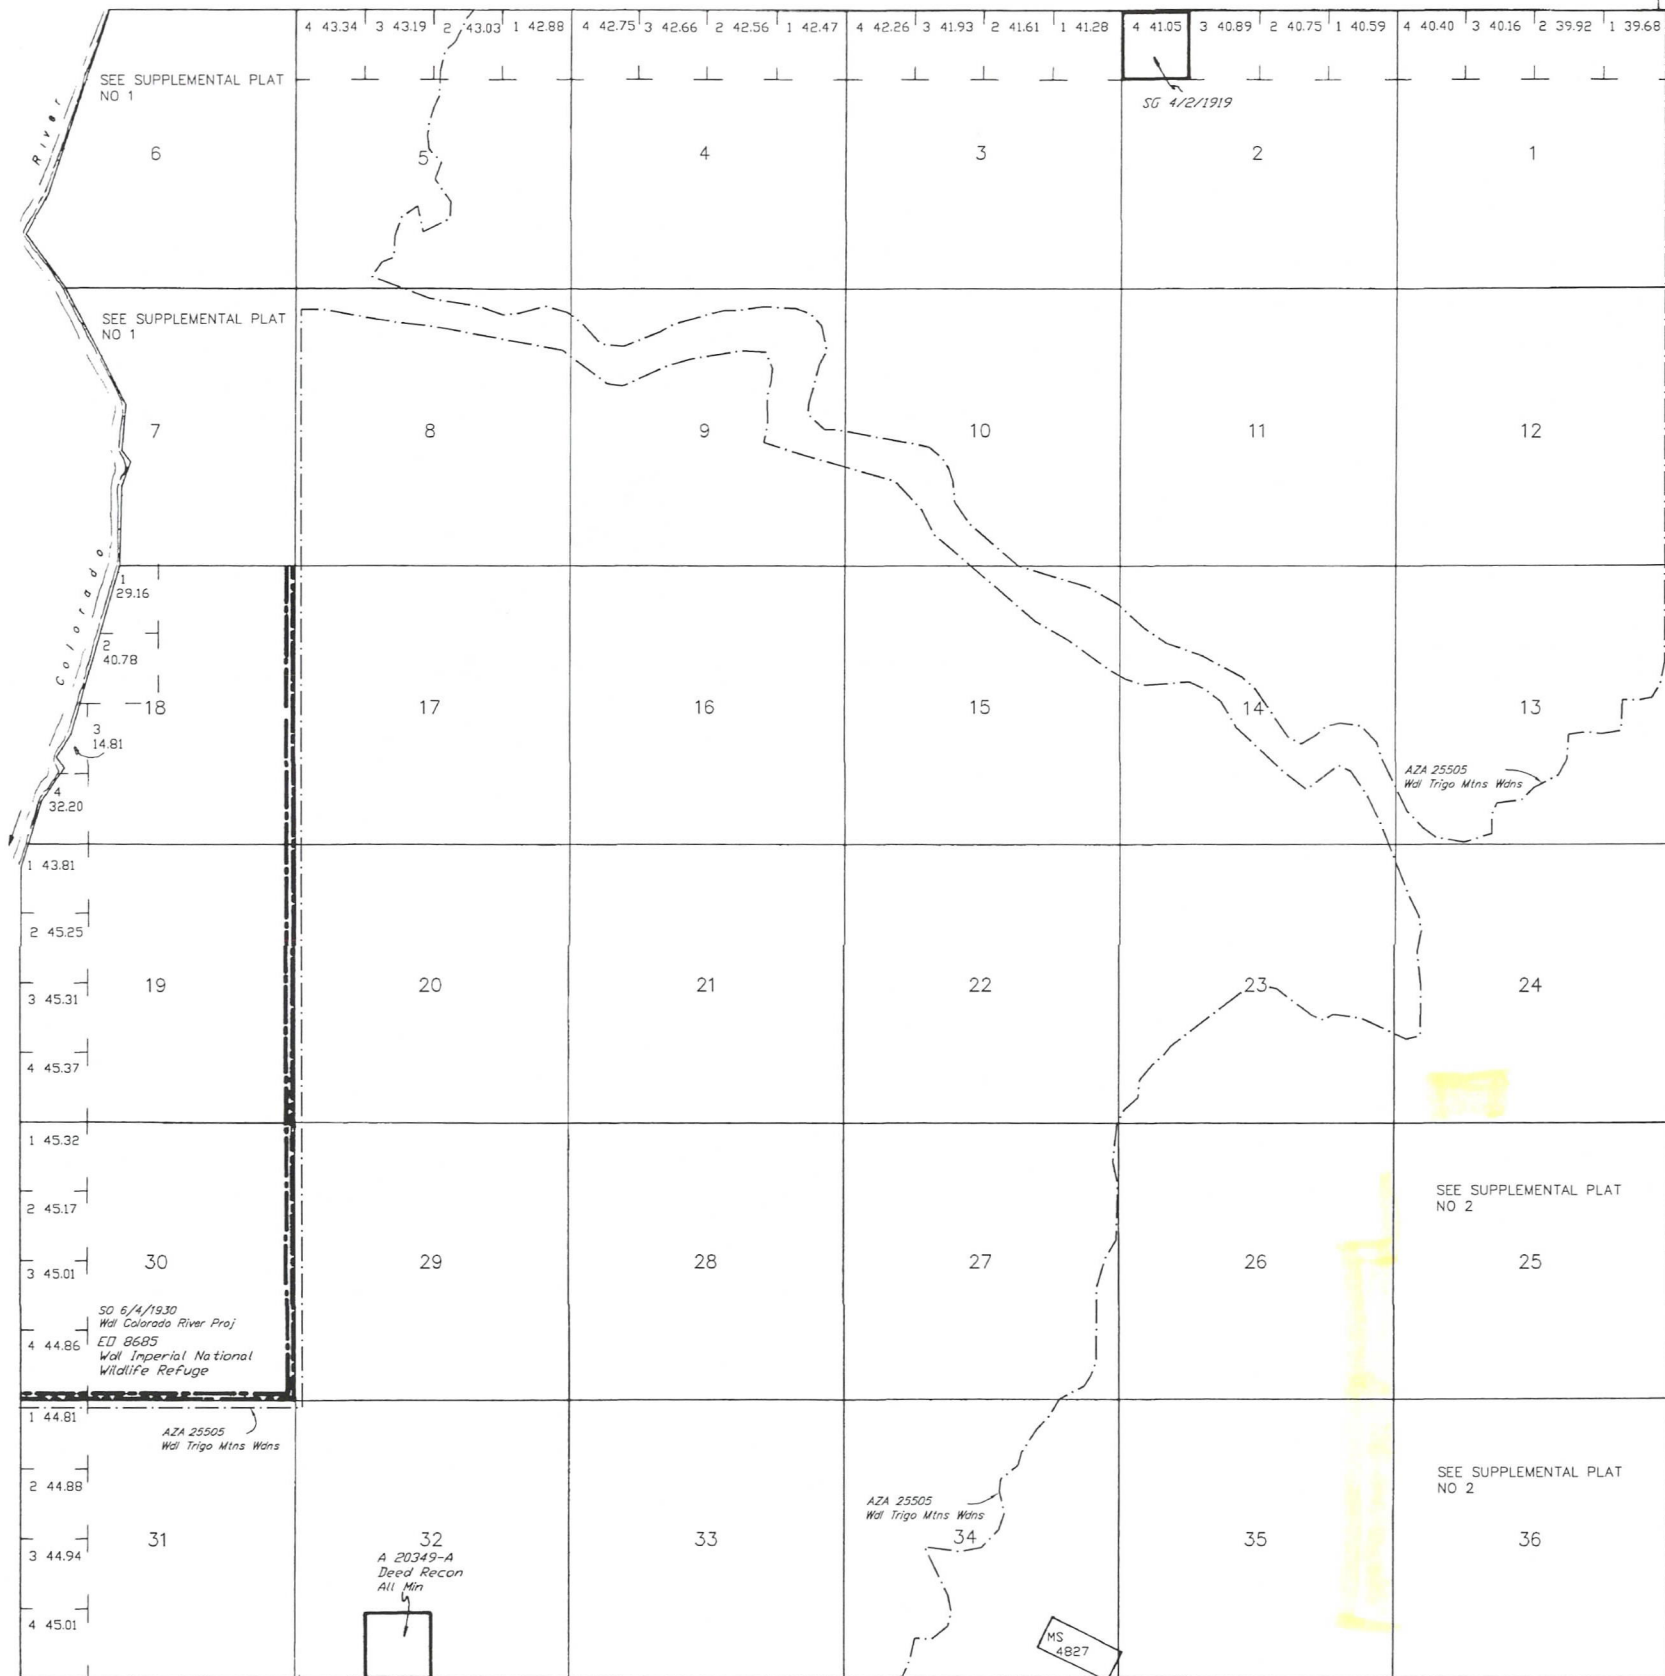 4 43.34 3 43.19 2 43.03 1 42.88 4 42.75 3 42.66 2 42.56 1 42.47 4 42.26 3 41.93 2 41.61 1 41.28 4 41.05 3 40.89 2 40.75 1 40.59 4 40.40 3 40.16 2 39.92 1 39.68
SEE SUPPLEMENTAL PLAT
NO 1
SG 4/2/1919
River
6
5
4
3
2
1
SEE SUPPLEMENTAL PLAT
NO 1
7
8
9
10
11
12
Colorado
1
29.16
2
40.78
18
17
16
15
14
13
3
14.81
4
32.20
AZA 25505
Wdl Trigo Mtns Wdns
1 43.81
2 45.25
3 45.31
19
20
21
22
23
24
4 45.37
1 45.32
2 45.17
SEE SUPPLEMENTAL PLAT
NO 2
3 45.01
30
29
28
27
26
25
SO 6/4/1930
Wdl Colorado River Proj
4 44.86
EO 8685
Wdl Imperial National
Wildlife Refuge
1 44.81
AZA 25505
Wdl Trigo Mtns Wdns
2 44.88
SEE SUPPLEMENTAL PLAT
NO 2
AZA 25505
Wdl Trigo Mtns Wdns
3 44.94
31
32
33
34
35
36
A 20349-A
Deed Recon
All Min
4 45.01
MS
4827